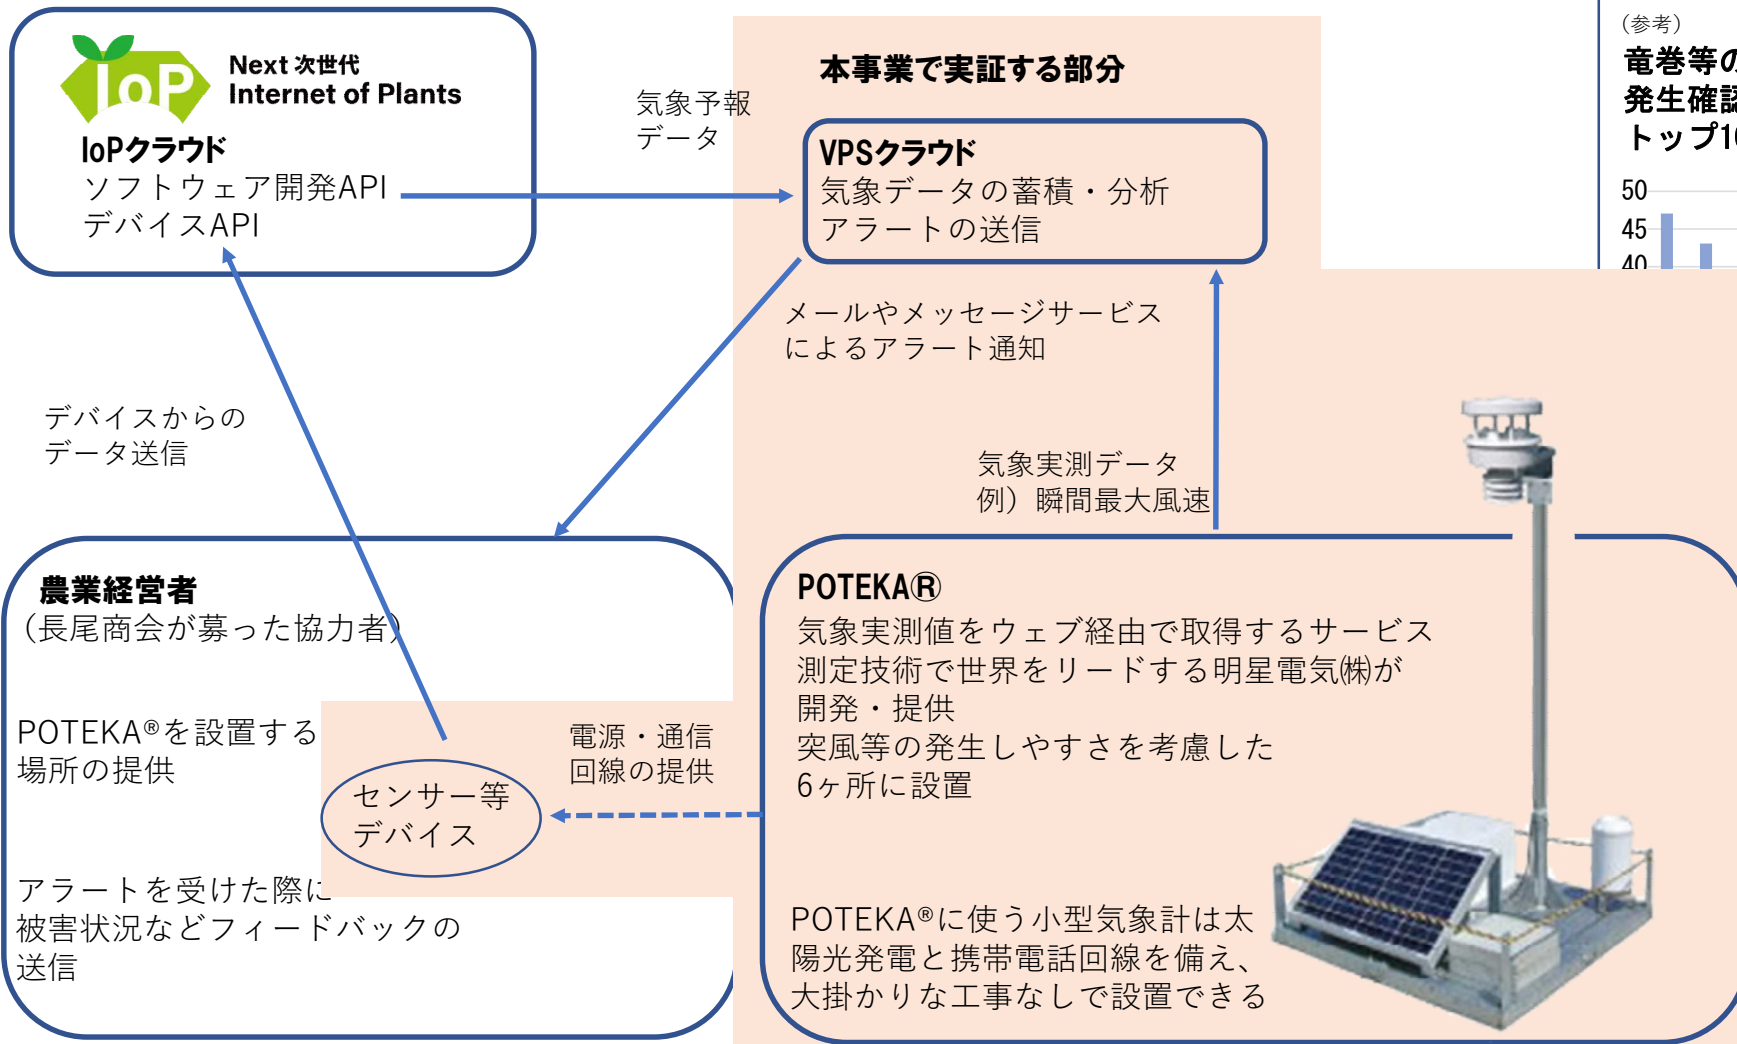 IoP
Next 次世代
Internet of Plants
IoPクラウド
ソフトウェア開発API
デバイスAPI
気象予報
データ
本事業で実証する部分
VPSクラウド
気象データの蓄積・分析
アラートの送信
メールやメッセージサービス
によるアラート通知
デバイスからの
データ送信
気象実測データ
例）瞬間最大風速
農業経営者
（長尾商会が募った協力者）
POTEKA®を設置する
場所の提供
センサー等
デバイス
電源・通信
回線の提供
アラートを受けた際に
被害状況などフィードバックの
送信
POTEKAⓇ
気象実測値をウェブ経由で取得するサービス
測定技術で世界をリードする明星電気㈱が
開発・提供
突風等の発生しやすさを考慮した
6ヶ所に設置
POTEKA®に使う小型気象計は太
陽光発電と携帯電話回線を備え、
大掛かりな工事なしで設置できる
（参考）
竜巻等の
発生確認
トップ10
50
45
40